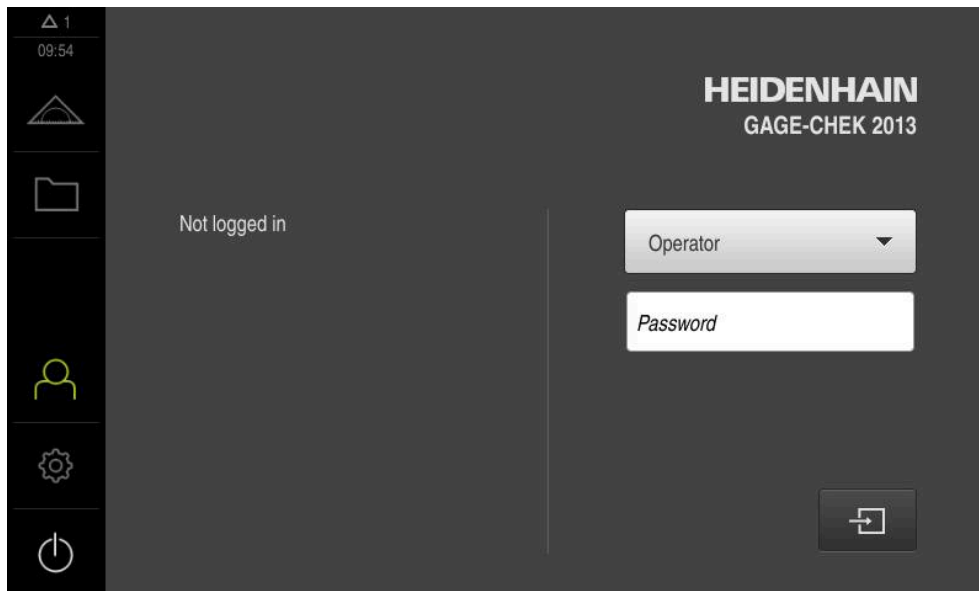 1
09:54
HEIDENHAIN
GAGE-CHEK 2013
Not logged in
Operator
Password